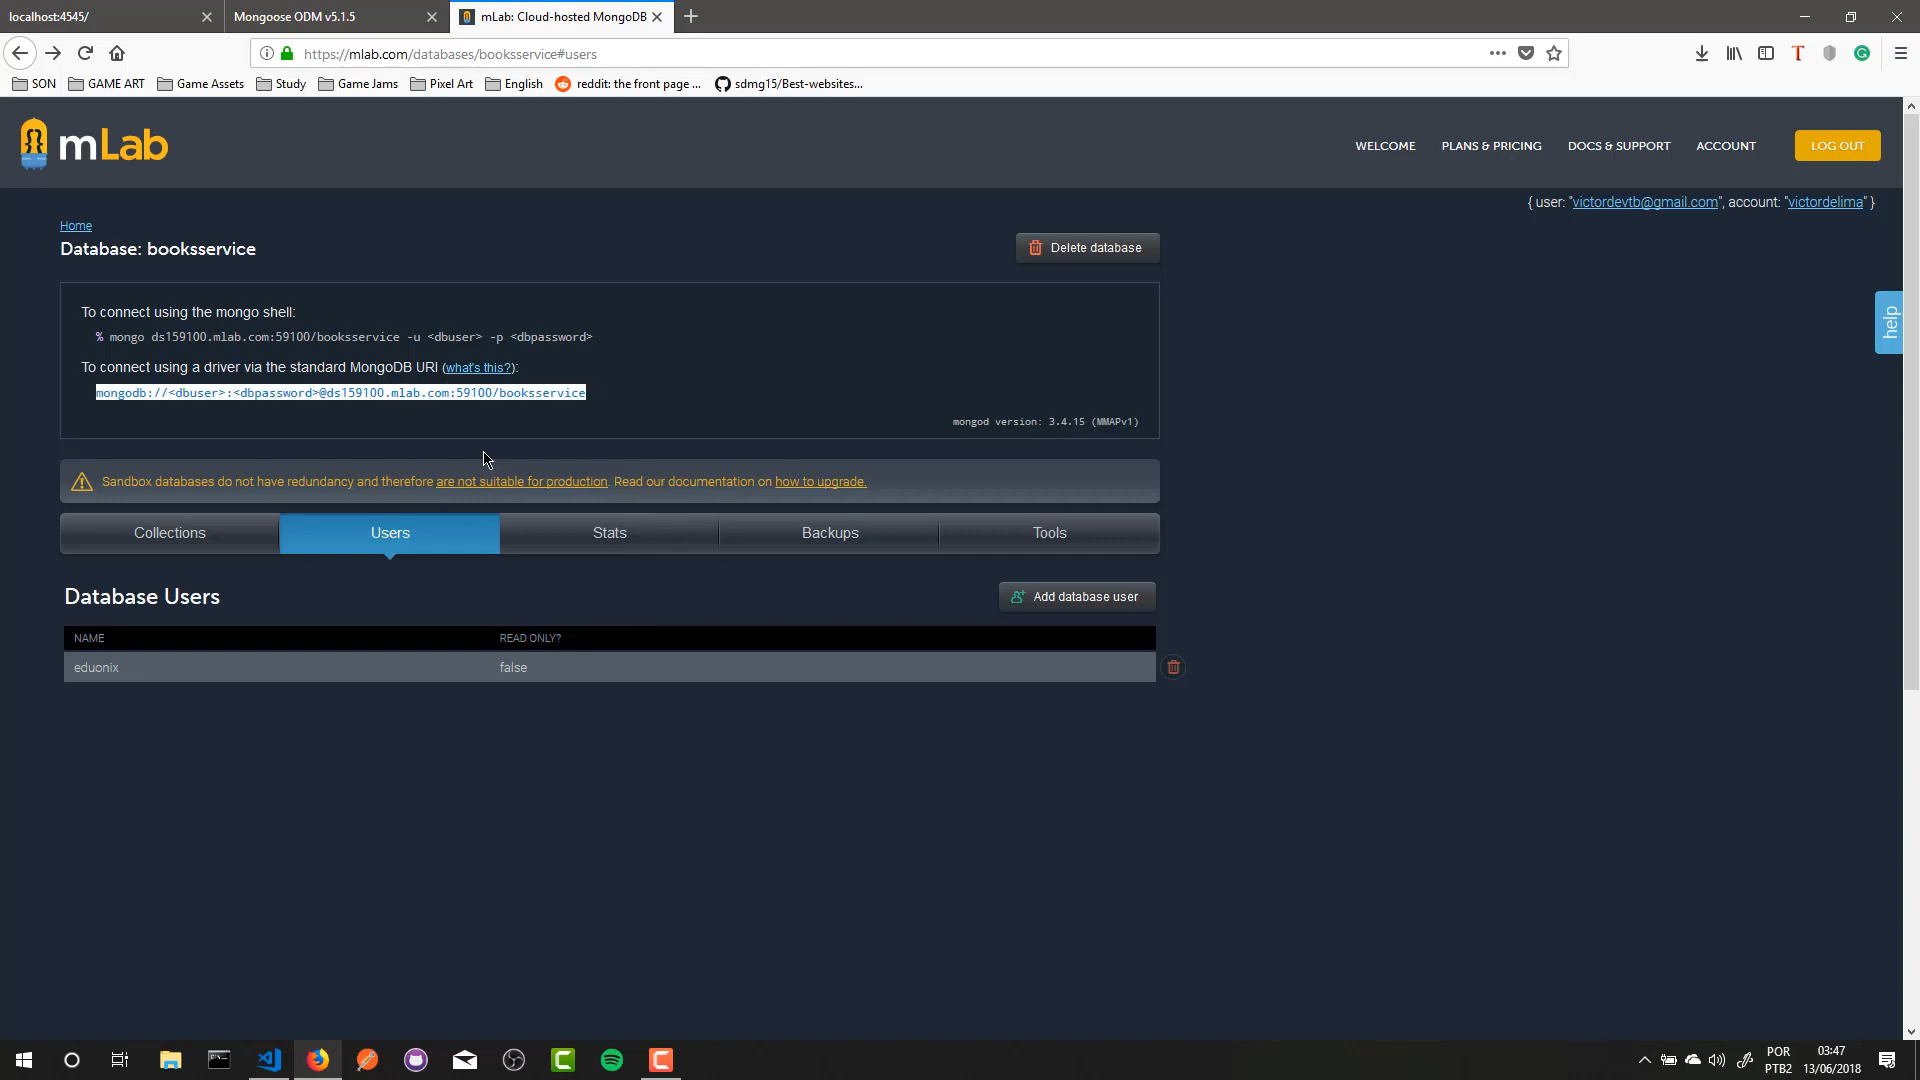 localhost:4545/
Mongoose ODM v5.1.5
mLab: Cloud-hosted MongoDB
https://mlab.com/databases/booksservice#users
SON
GAME ART
Game Assets
Study
Game Jams
Pixel Art
English
reddit: the front page ...
sdmg15/Best-websites...
mLab
WELCOME
PLANS & PRICING
DOCS & SUPPORT
ACCOUNT
LOG OUT
{ user: "victordevtb@gmail.com", account: "victordelima" }
Home
Database: booksservice
Delete database
To connect using the mongo shell:
% mongo ds159100.mlab.com:59100/booksservice -u <dbuser> -p <dbpassword>
To connect using a driver via the standard MongoDB URI (what's this?):
mongodb://<dbuser>:<dbpassword>@ds159100.mlab.com:59100/booksservice
mongod version: 3.4.15 (MMAPv1)
help
Sandbox databases do not have redundancy and therefore are not suitable for production. Read our documentation on how to upgrade.
Collections
Users
Stats
Backups
Tools
Database Users
Add database user
NAME
READ ONLY?
eduonix
false
POR
PTB2
03:47
13/06/2018